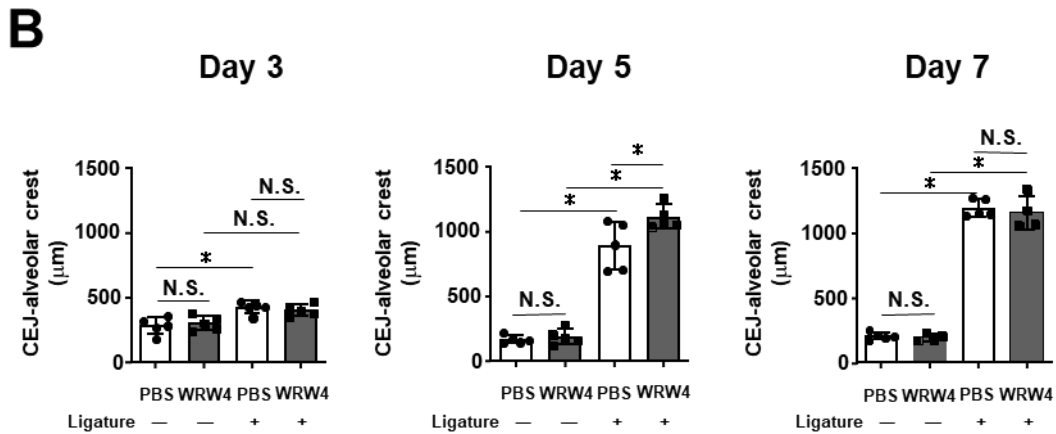 B
Day 3
CEJ-alveolar crest
(μm)
1500
1000
500
0
N.S.
N.S.
*
N.S.
PBS WRW4 PBS WRW4
Ligature — — + +
Day 5
CEJ-alveolar crest
(μm)
1500
1000
500
0
*
*
*
N.S.
PBS WRW4 PBS WRW4
Ligature — — + +
Day 7
CEJ-alveolar crest
(μm)
1500
1000
500
0
N.S.
*
*
N.S.
PBS WRW4 PBS WRW4
Ligature — — + +